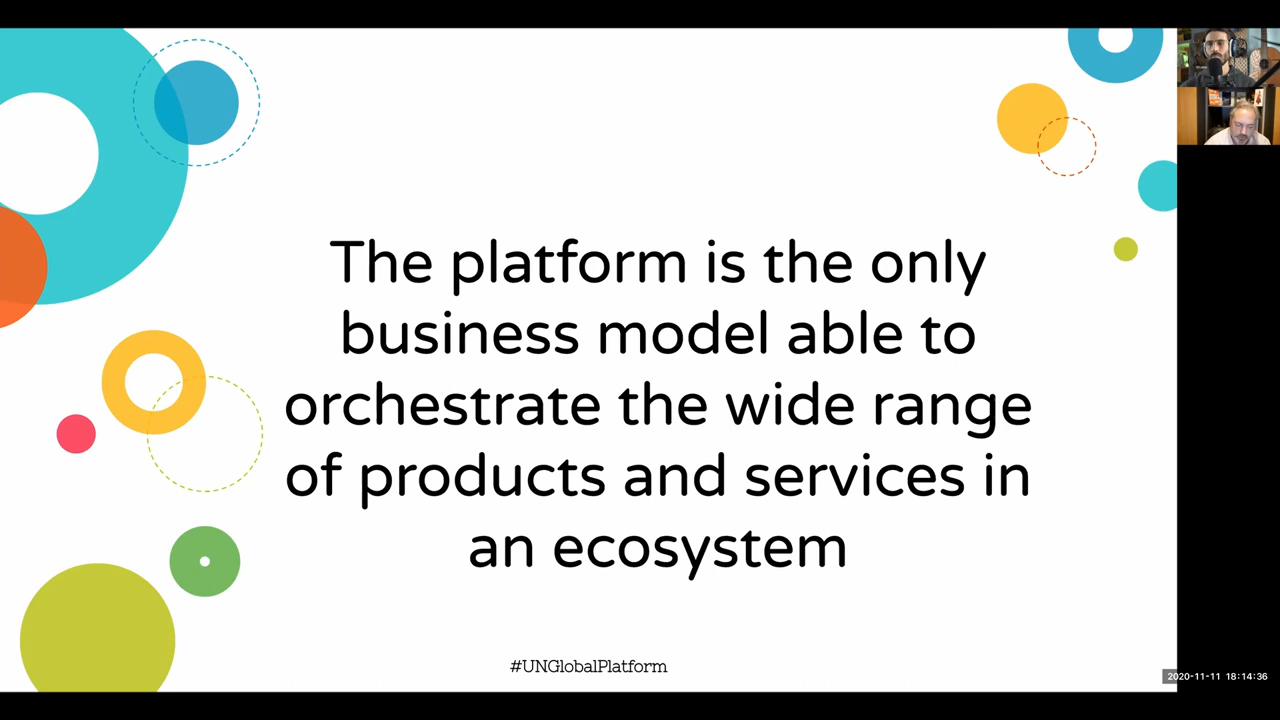 The platform is the only
business model able to
orchestrate the wide range
of products and services in
an ecosystem
#UNGlobalPlatform
2020-11-11 18:14:36